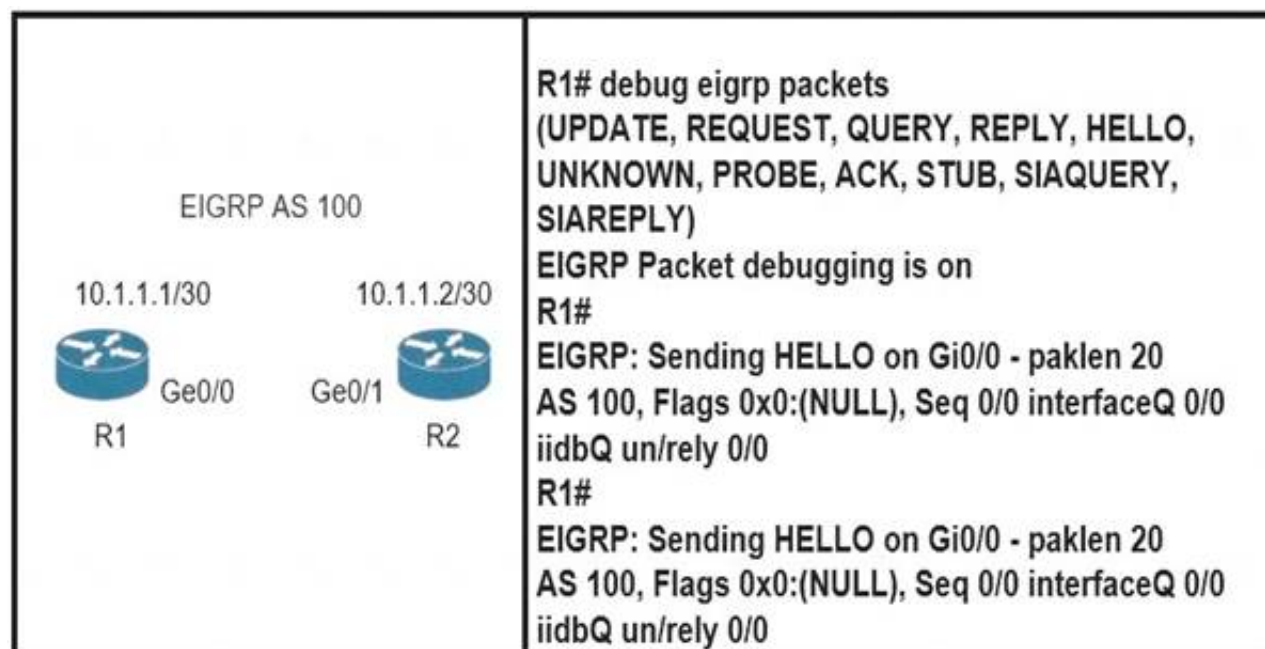 EIGRP AS 100
10.1.1.1/30
10.1.1.2/30
Ge0/0
Ge0/1
R1
R2
R1# debug eigrp packets
(UPDATE, REQUEST, QUERY, REPLY, HELLO,
UNKNOWN, PROBE, ACK, STUB, SIAQUERY,
SIAREPLY)
EIGRP Packet debugging is on
R1#
EIGRP: Sending HELLO on Gi0/0 - paklen 20
AS 100, Flags 0x0:(NULL), Seq 0/0 interfaceQ 0/0
iidbQ un/rely 0/0
R1#
EIGRP: Sending HELLO on Gi0/0 - paklen 20
AS 100, Flags 0x0:(NULL), Seq 0/0 interfaceQ 0/0
iidbQ un/rely 0/0